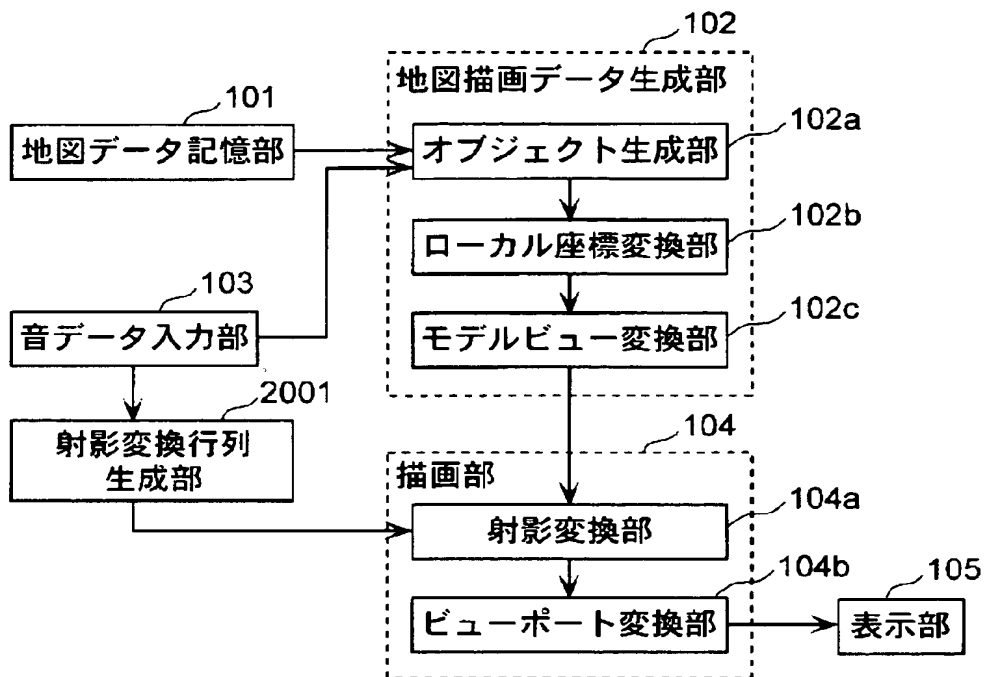 102
地図描画データ生成部
101
地図データ記憶部
102a
オブジェクト生成部
102b
ローカル座標変換部
103
音データ入力部
102c
モデルビュー変換部
2001
射影変換行列
生成部
104
描画部
104a
射影変換部
104b
ビューポート変換部
105
表示部